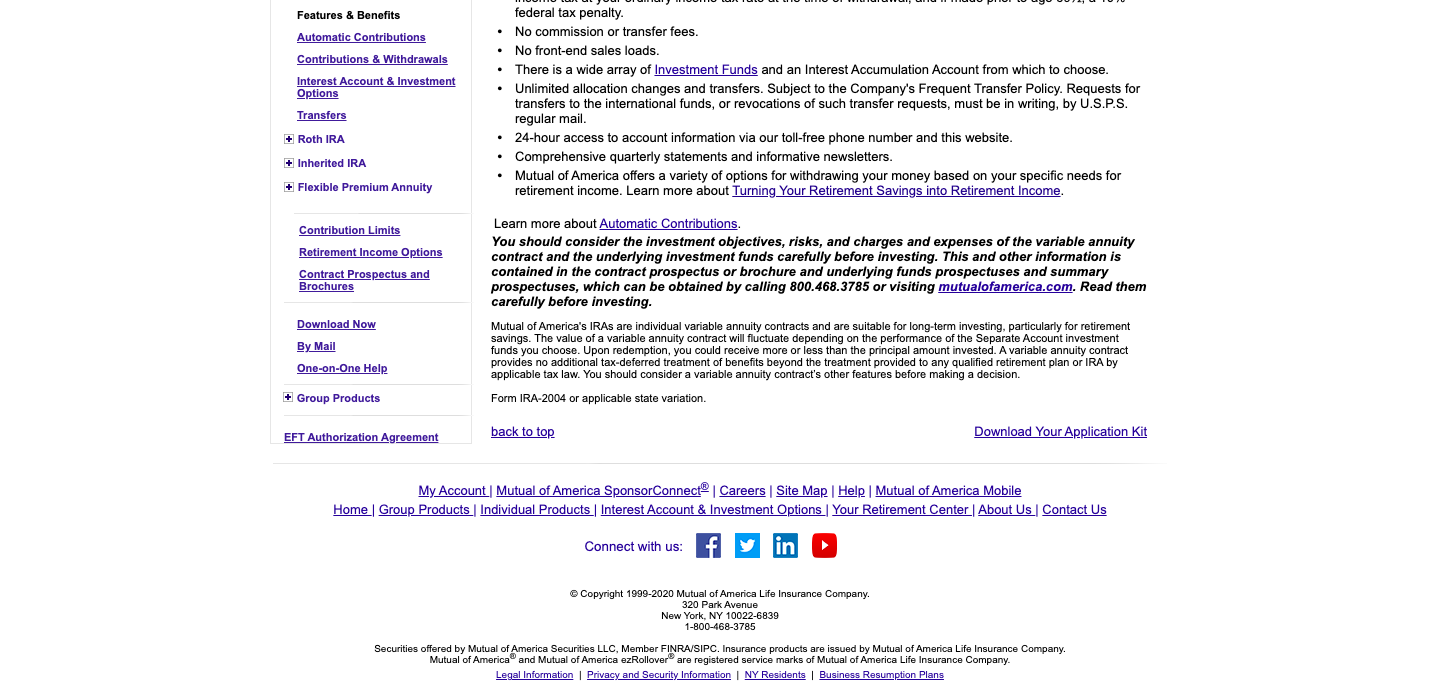 Features & Benefits
Automatic Contributions
Contributions & Withdrawals
Interest Account & Investment
Options
Transfers
Roth IRA
Inherited IRA
Flexible Premium Annuity
Contribution Limits
Retirement Income Options
Contract Prospectus and
Brochures
Download Now
By Mail
One-on-One Help
Group Products
EFT Authorization Agreement
federal tax penalty.
• No commission or transfer fees.
• No front-end sales loads.
• There is a wide array of Investment Funds and an Interest Accumulation Account from which to choose.
• Unlimited allocation changes and transfers. Subject to the Company's Frequent Transfer Policy. Requests for
transfers to the international funds, or revocations of such transfer requests, must be in writing, by U.S.P.S.
regular mail.
• 24-hour access to account information via our toll-free phone number and this website.
• Comprehensive quarterly statements and informative newsletters.
• Mutual of America offers a variety of options for withdrawing your money based on your specific needs for
retirement income. Learn more about Turning Your Retirement Savings into Retirement Income.
Learn more about Automatic Contributions.
You should consider the investment objectives, risks, and charges and expenses of the variable annuity
contract and the underlying investment funds carefully before investing. This and other information is
contained in the contract prospectus or brochure and underlying funds prospectuses and summary
prospectuses, which can be obtained by calling 800.468.3785 or visiting mutualofamerica.com. Read them
carefully before investing.
Mutual of America's IRAs are individual variable annuity contracts and are suitable for long-term investing, particularly for retirement
savings. The value of a variable annuity contract will fluctuate depending on the performance of the Separate Account investment
funds you choose. Upon redemption, you could receive more or less than the principal amount invested. A variable annuity contract
provides no additional tax-deferred treatment of benefits beyond the treatment provided to any qualified retirement plan or IRA by
applicable tax law. You should consider a variable annuity contract's other features before making a decision.
Form IRA-2004 or applicable state variation.
back to top Download Your Application Kit
My Account | Mutual of America SponsorConnect® | Careers | Site Map | Help | Mutual of America Mobile
Home | Group Products | Individual Products | Interest Account & Investment Options | Your Retirement Center | About Us | Contact Us
Connect with us:
© Copyright 1999-2020 Mutual of America Life Insurance Company.
320 Park Avenue
New York, NY 10022-6839
1-800-468-3785
Securities offered by Mutual of America Securities LLC, Member FINRA/SIPC. Insurance products are issued by Mutual of America Life Insurance Company.
Mutual of America® and Mutual of America ezRollover® are registered service marks of Mutual of America Life Insurance Company.
Legal Information | Privacy and Security Information | NY Residents | Business Resumption Plans